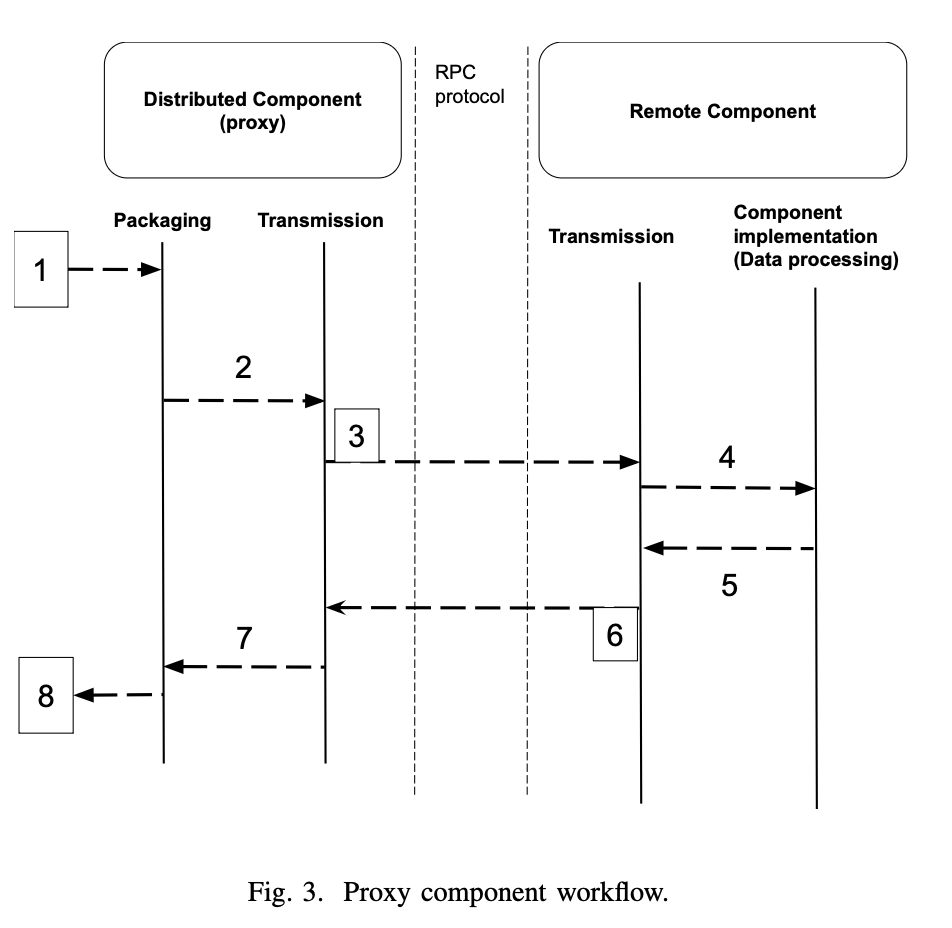 Distributed Component
(proxy)
RPC
protocol
Remote Component
Packaging
Transmission
Transmission
Component
implementation
(Data processing)
1
2
3
4
5
6
7
8
Fig. 3. Proxy component workflow.